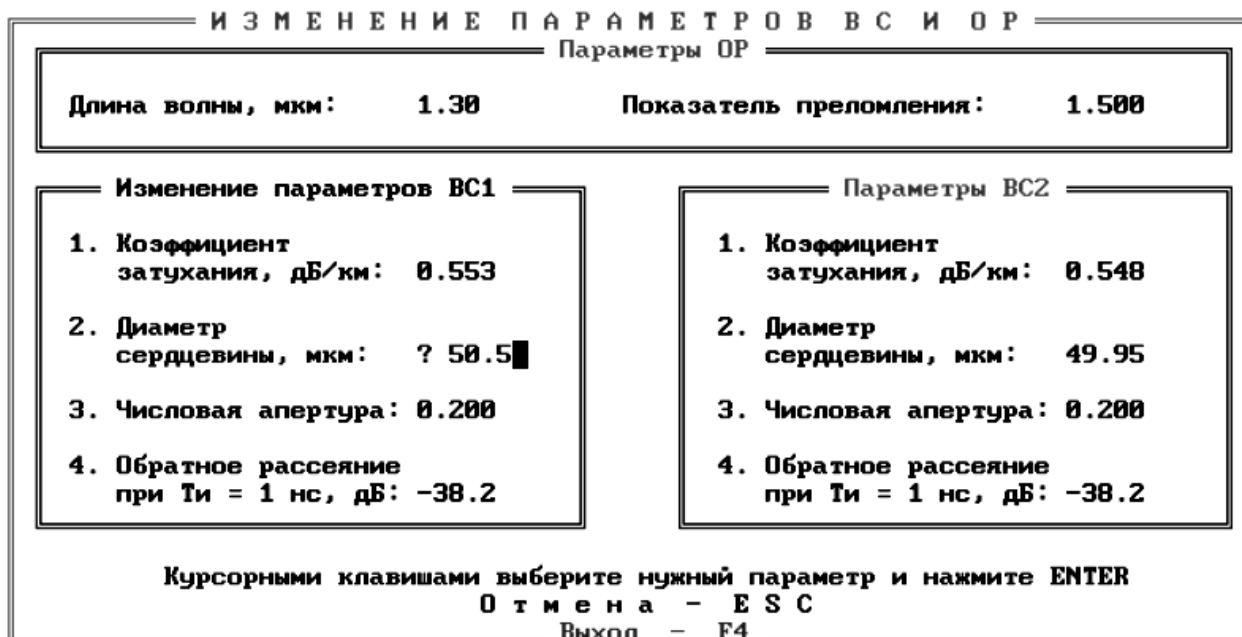 ИЗМЕНЕНИЕ ПАРАМЕТРОВ ВС И ОР
Параметры ОР
Длина волны, мкм: 1.30 Показатель преломления: 1.500
Изменение параметров ВС1
1. Коэффициент
затухания, дБ/км: 0.553
2. Диаметр
сердцевины, мкм: ? 50.5
3. Числовая апертура: 0.200
4. Обратное рассеяние
при Ти = 1 нс, дБ: -38.2
Параметры ВС2
1. Коэффициент
затухания, дБ/км: 0.548
2. Диаметр
сердцевины, мкм: 49.95
3. Числовая апертура: 0.200
4. Обратное рассеяние
при Ти = 1 нс, дБ: -38.2
Курсорными клавишами выберите нужный параметр и нажмите ENTER
Отмена - ESC
Выход - F4